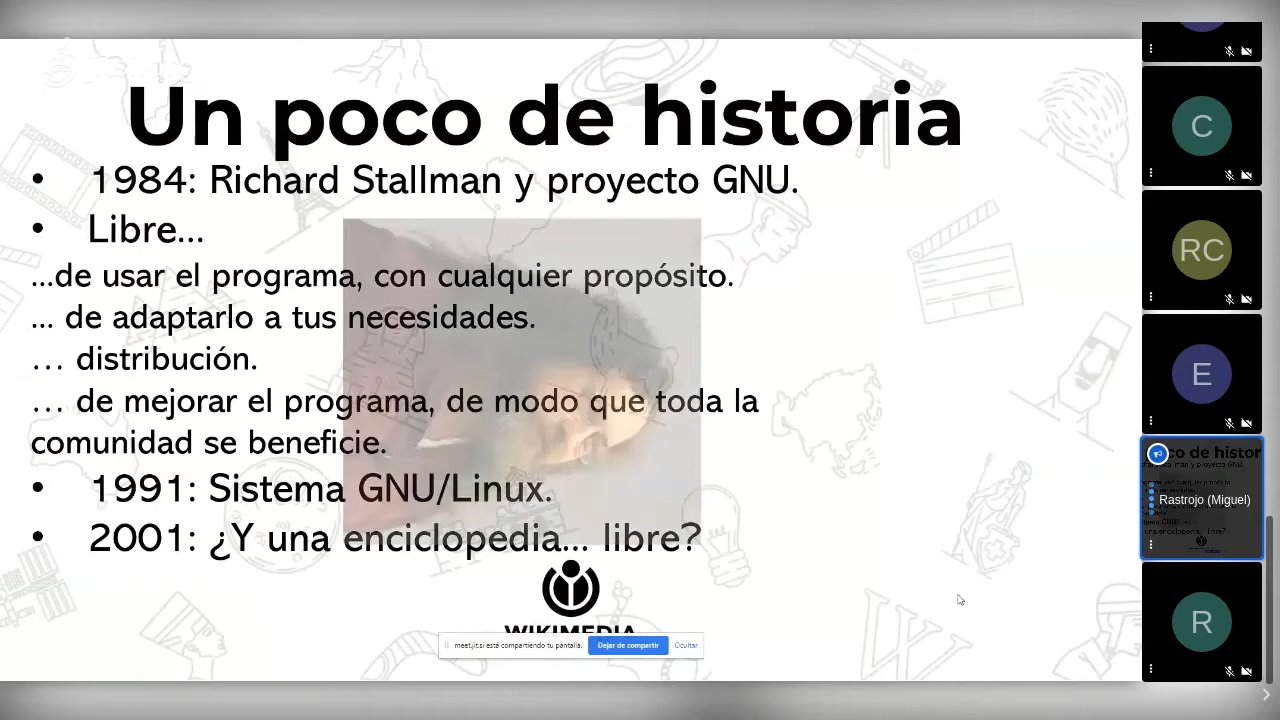 Un poco de historia
• 1984: Richard Stallman y proyecto GNU.
• Libre...
...de usar el programa, con cualquier propósito.
... de adaptarlo a tus necesidades.
… distribución.
… de mejorar el programa, de modo que toda la
comunidad se beneficie.
• 1991: Sistema GNU/Linux.
• 2001: ¿Y una enciclopedia... libre?
WIKIMEDIA
meet.jit.si está compartiendo tu pantalla.
Dejar de compartir
Ocultar
C
RC
E
Rastrojo (Miguel)
R